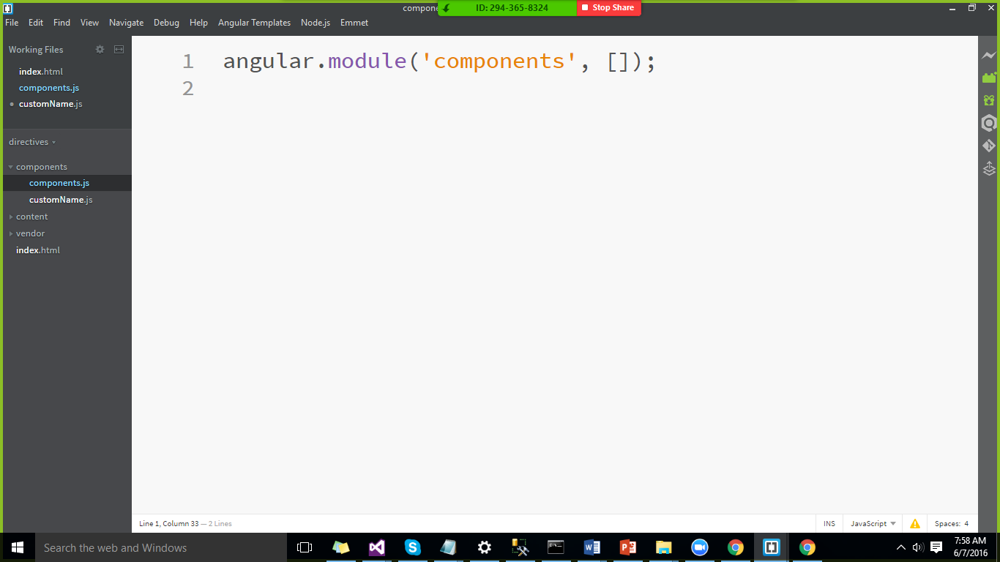 compone
ID: 294-365-8324
Stop Share
File Edit Find View Navigate Debug Help Angular Templates Node.js Emmet
Working Files
index.html
components.js
customName.js
directives
components
components.js
customName.js
content
vendor
index.html
1 angular.module('components', []);
2
Line 1, Column 33 — 2 Lines
INS JavaScript Spaces: 4
Search the web and Windows
7:58 AM
6/7/2016